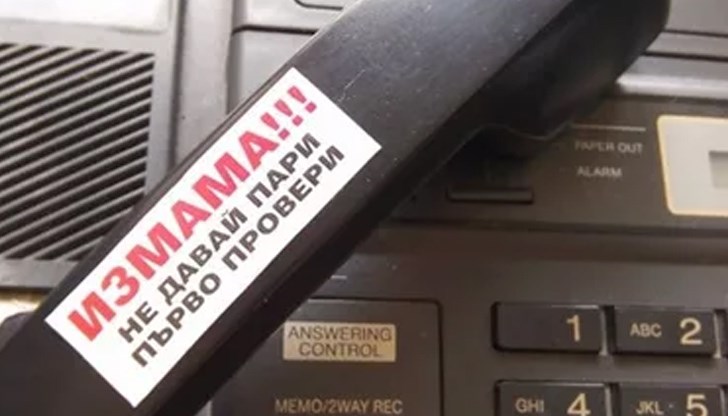 ИЗМАМА!!!
НЕ ДАВАЙ ПАРИ
ПЪРВО ПРОВЕРИ
PAPER OUT
ALARM
ANSWERING
CONTROL
1
ABC 2
MEMO/2WAY REC
GHI 4
JKL 5